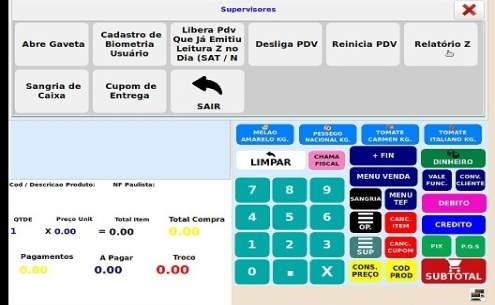 Supervisores
Abre Gaveta
Cadastro de
Biometria
Usuário
Libera Pdv
Que Já Emitiu
Leitura Z no
Dia (SAT / N
Desliga PDV
Reinicia PDV
Relatório Z
Sangria de
Caixa
Cupom de
Entrega
SAIR
MELAO
AMARELO KG.
PESSEGO
NACIONAL KG.
TOMATE
CARMEN KG.
TOMATE
ITALIANO KG.
LIMPAR
CHAMA
FISCAL
+ FIN
DINHEIRO
MENU VENDA
VALE
FUNC.
CONV.
CLIENTE
7 8 9
SANGRIA
MENU
TEF
DEBITO
4 5 6
OP.
CANC.
ITEM
CREDITO
1 2 3
SUP
CANC.
CUPOM
PIX
P.O.S
0 . X
CONS.
PREÇO
COD
PROD
SUBTOTAL
Cod / Descricao Produto: NF Paulista:
QTDE Preço Unit Total Item Total Compra
1 X 0.00 = 0.00 0.00
Pagamentos A Pagar Troco
0.00 0.00 0.00